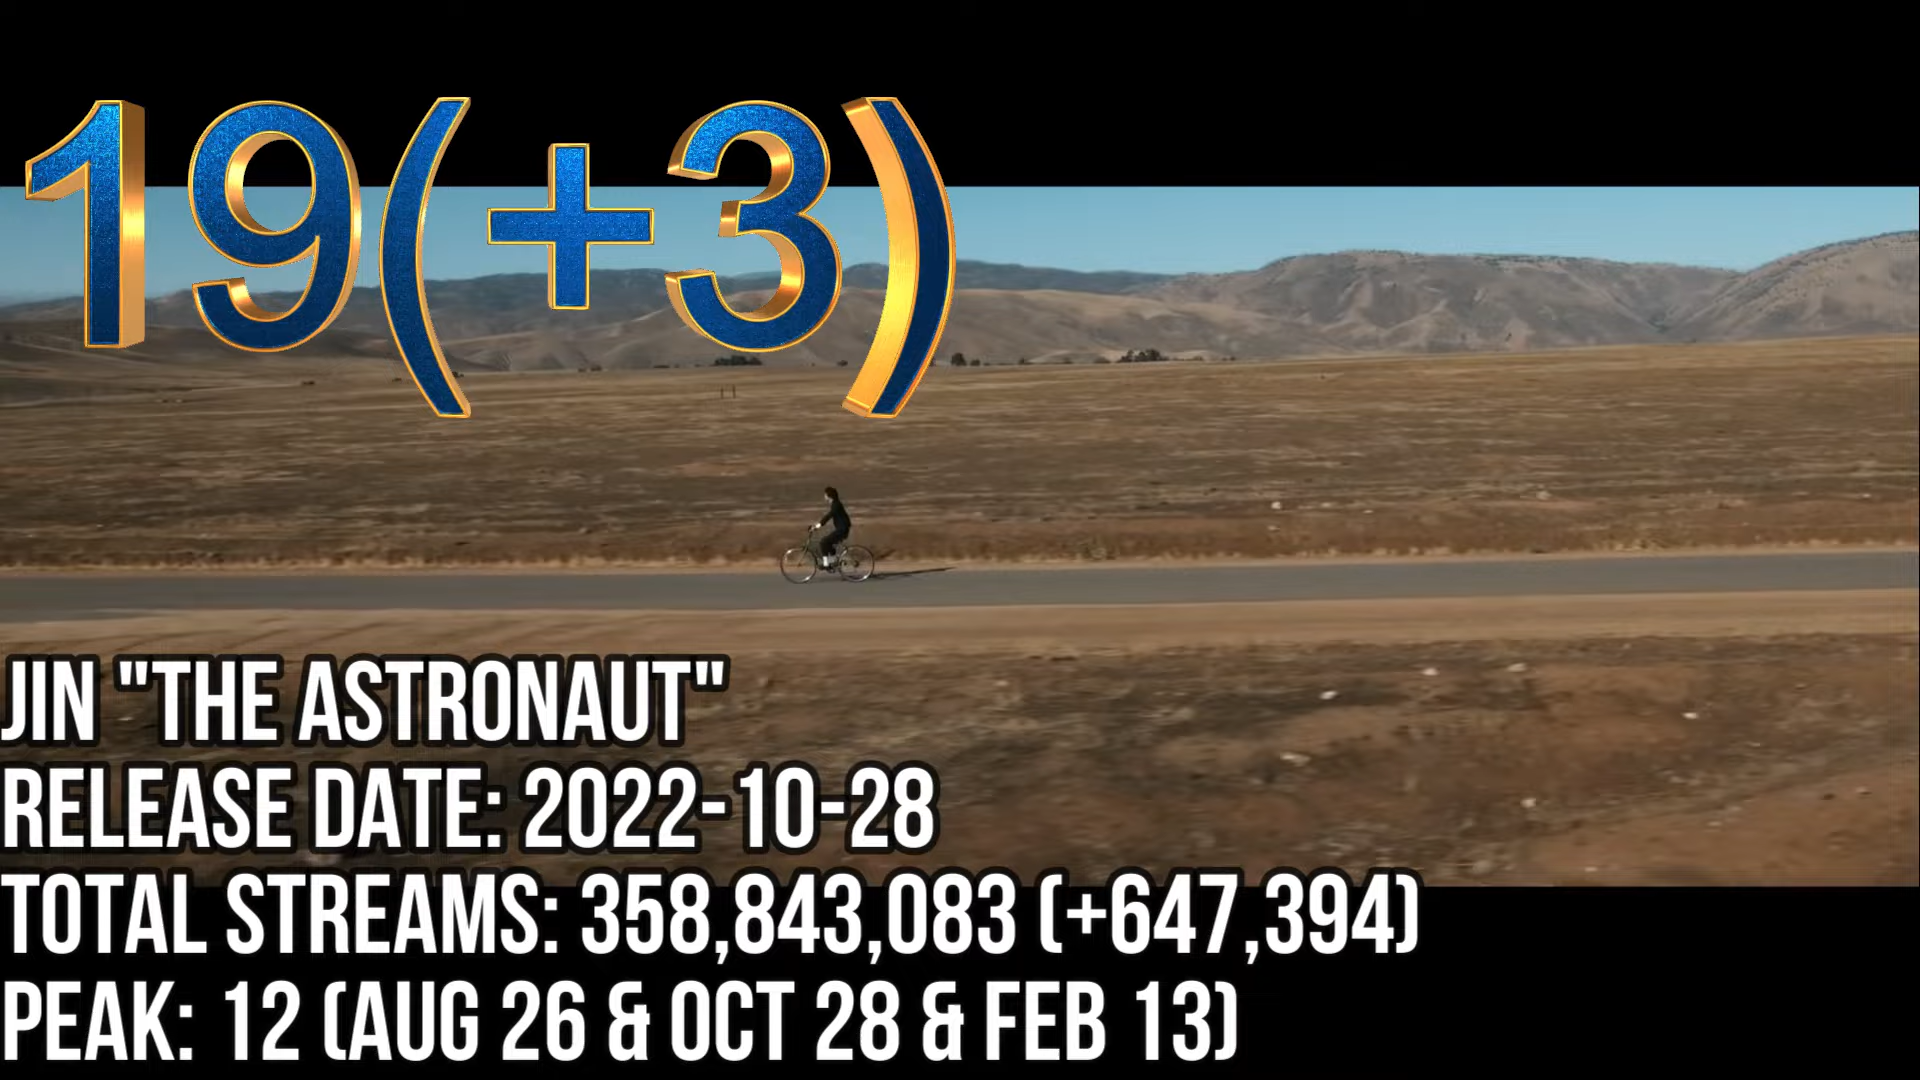 19(+3)
JIN "THE ASTRONAUT"
RELEASE DATE: 2022-10-28
TOTAL STREAMS: 358,843,083 (+647,394)
PEAK: 12 (AUG 26 & OCT 28 & FEB 13)